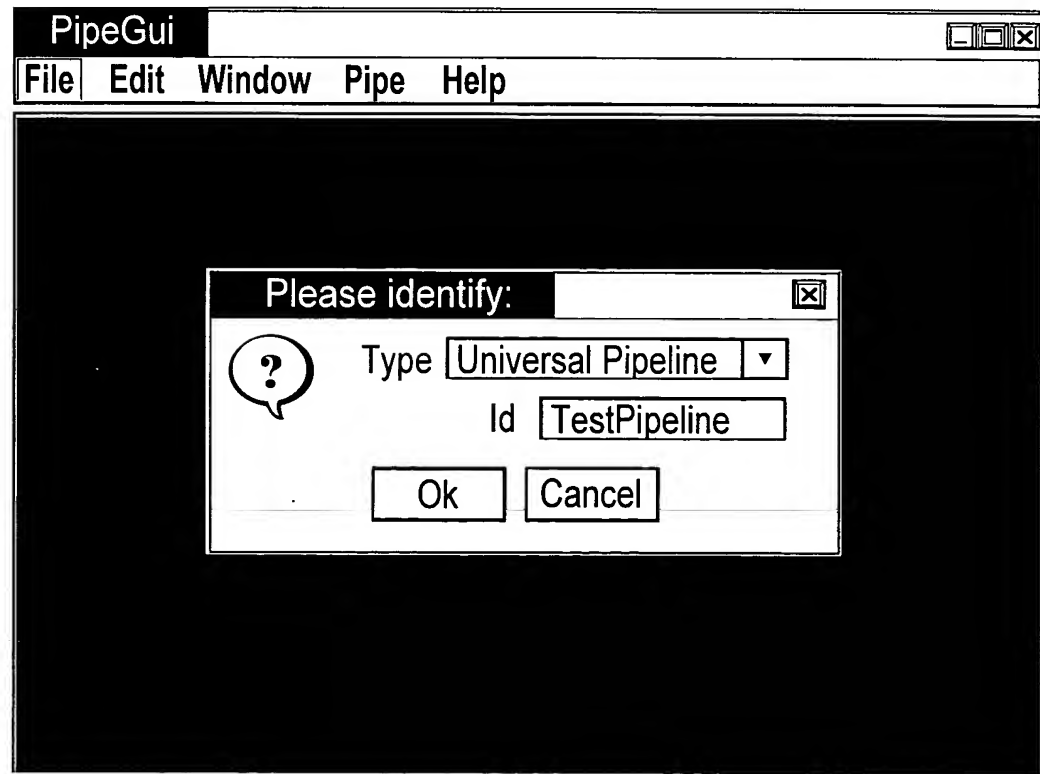 PipeGui
File Edit Window Pipe Help
Please identify:
? Type Universal Pipeline
Id TestPipeline
Ok Cancel